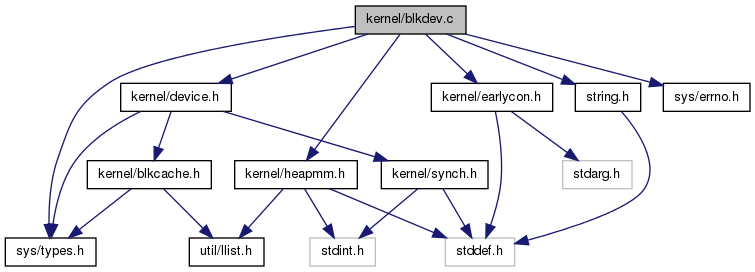 kernel/blkdev.c
kernel/device.h
kernel/earlycon.h
string.h
sys/errno.h
kernel/blkcache.h
kernel/heapmm.h
kernel/synch.h
stdarg.h
sys/types.h
util/llist.h
stdint.h
stddef.h